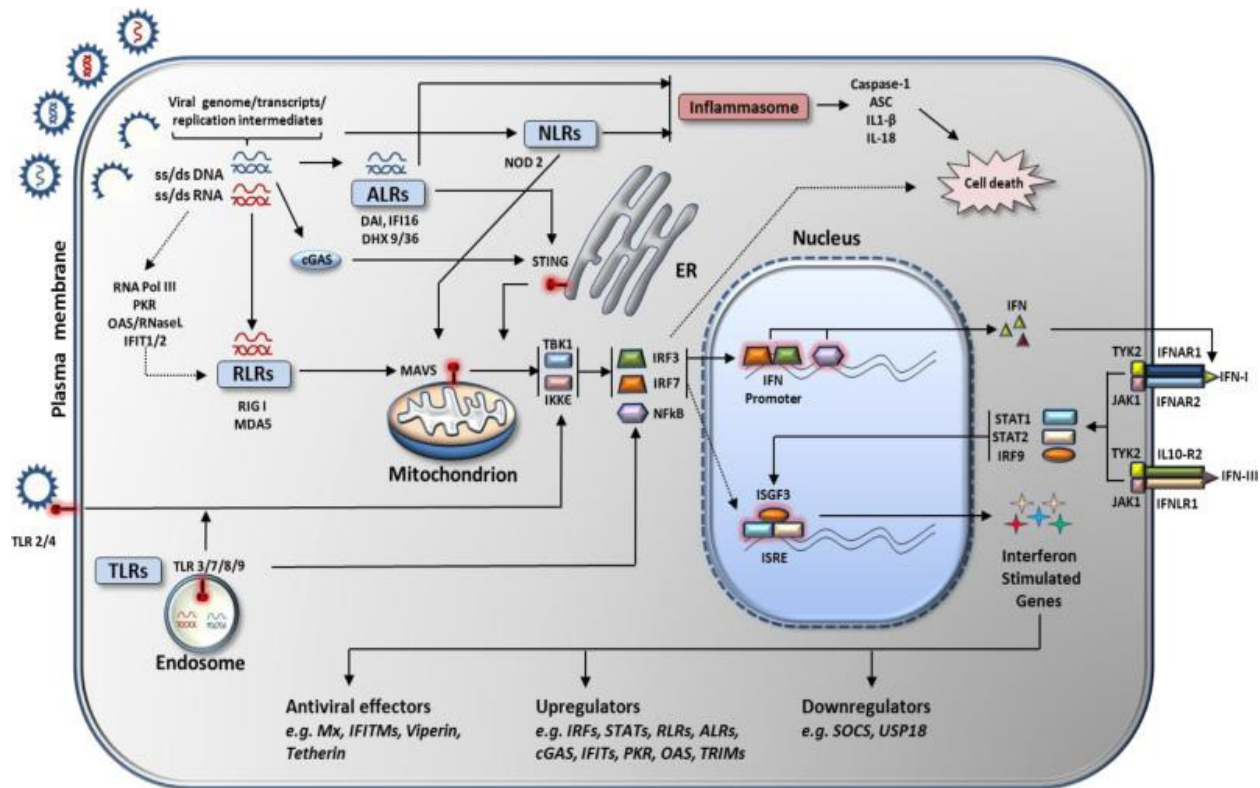 Plasma membrane
Viral genome/transcripts/
replication intermediates
ss/ds DNA
ss/ds RNA
RNA Pol III
PKR
OAS/RNaseL
IFIT1/2
RLRs
RIG I
MDA5
cGAS
ALRs
DAI, IFI16
DHX 9/36
NLRs
NOD 2
Inflammasome
Caspase-1
ASC
IL1-β
IL-18
Cell death
STING
ER
MAVS
Mitochondrion
TBK1
IKKЄ
IRF3
IRF7
NFkB
Nucleus
IFN
Promoter
ISGF3
ISRE
IFN
TYK2
IFNAR1
IFN-I
JAK1
IFNAR2
STAT1
STAT2
IRF9
TYK2
IL10-R2
IFN-III
JAK1
IFNLR1
Interferon
Stimulated
Genes
TLR 2/4
TLRs
TLR 3/7/8/9
Endosome
Antiviral effectors
e.g. Mx, IFITMs, Viperin,
Tetherin
Upregulators
e.g. IRFs, STATs, RLRs, ALRs,
cGAS, IFITs, PKR, OAS, TRIMs
Downregulators
e.g. SOCS, USP18